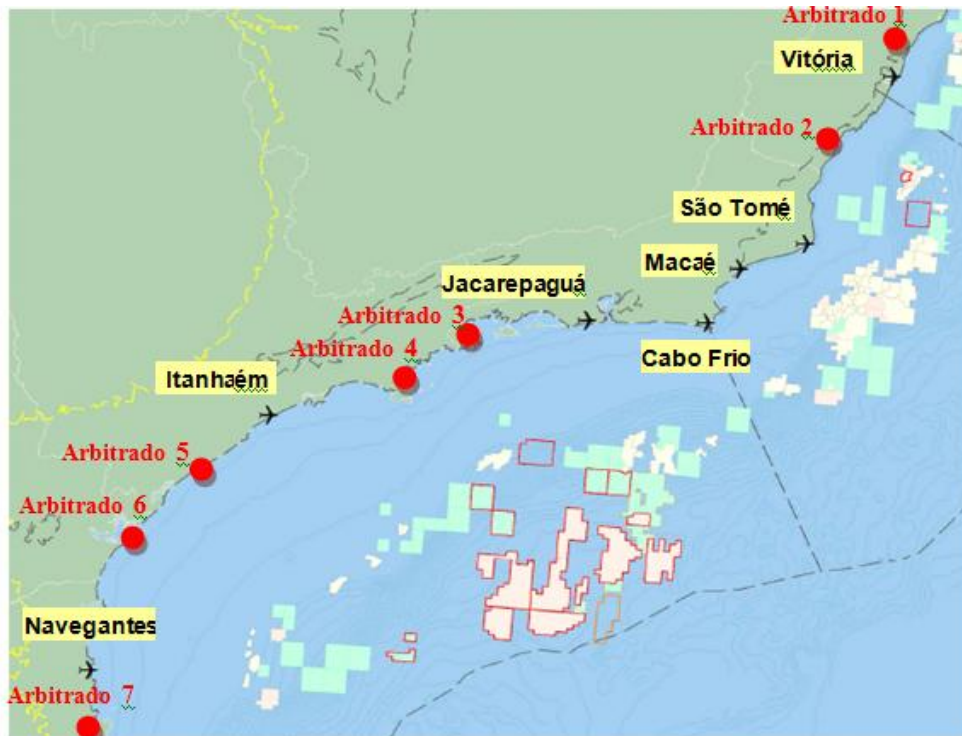 Arbitrado 1
Vitória
Arbitrado 2
a
São Tomé
Macaé
Jacarepaguá
Arbitrado 3
Cabo Frio
Arbitrado 4
Itanhaém
Arbitrado 5
Arbitrado 6
Navegantes
Arbitrado 7